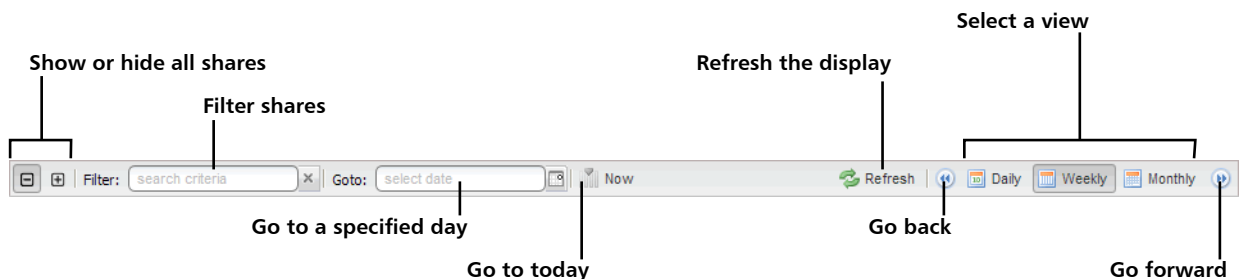 Select a view
Show or hide all shares
Refresh the display
Filter shares
Filter: search criteria Goto: select date Now Refresh Daily Weekly Monthly
Go to a specified day
Go back
Go to today
Go forward